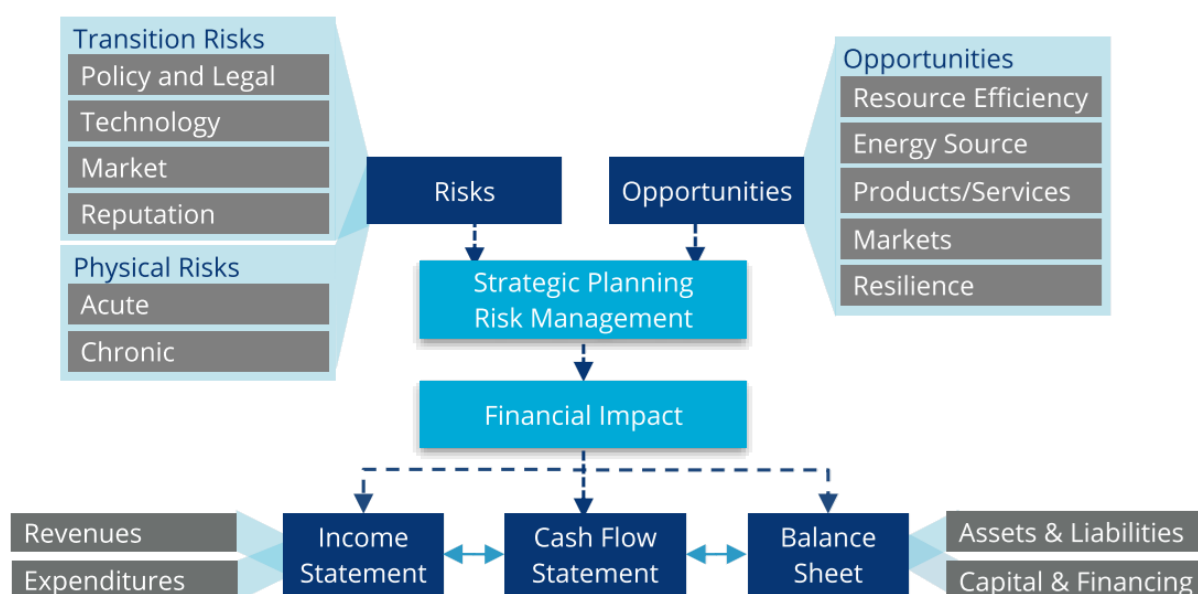 Transition Risks
Policy and Legal
Technology
Market
Reputation
Physical Risks
Acute
Chronic
Risks
Opportunities
Opportunities
Resource Efficiency
Energy Source
Products/Services
Markets
Resilience
Strategic Planning
Risk Management
Financial Impact
Revenues
Expenditures
Income
Statement
Cash Flow
Statement
Balance
Sheet
Assets & Liabilities
Capital & Financing